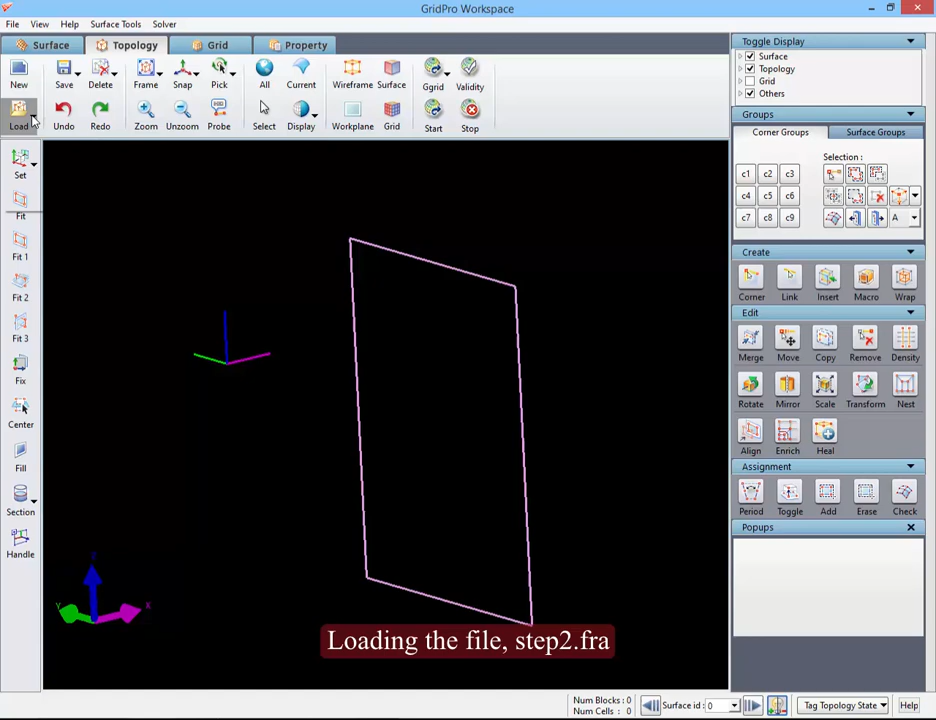 GridPro Workspace
File View Help Surface Tools Solver
Surface Topology Grid Property
New Save Delete Frame Snap Pick All Current Wireframe Surface Ggrid Validity
Load Undo Redo Zoom Unzoom Probe Select Display Workplane Grid Start Stop
Set
Fit
Fit 1
Fit 2
Fit 3
Fix
Center
Fill
Section
Handle
Z
Y
X
Loading the file, step2.fra
Toggle Display
Surface
Topology
Grid
Others
Groups
Corner Groups Surface Groups
Selection :
c1 c2 c3
c4 c5 c6
c7 c8 c9 A
Create
Corner Link Insert Macro Wrap
Edit
Merge Move Copy Remove Density
Rotate Mirror Scale Transform Nest
Align Enrich Heal
Assignment
Period Toggle Add Erase Check
Popups
Num Blocks : 0
Num Cells : 0
Surface id : 0
Tag Topology State
Help